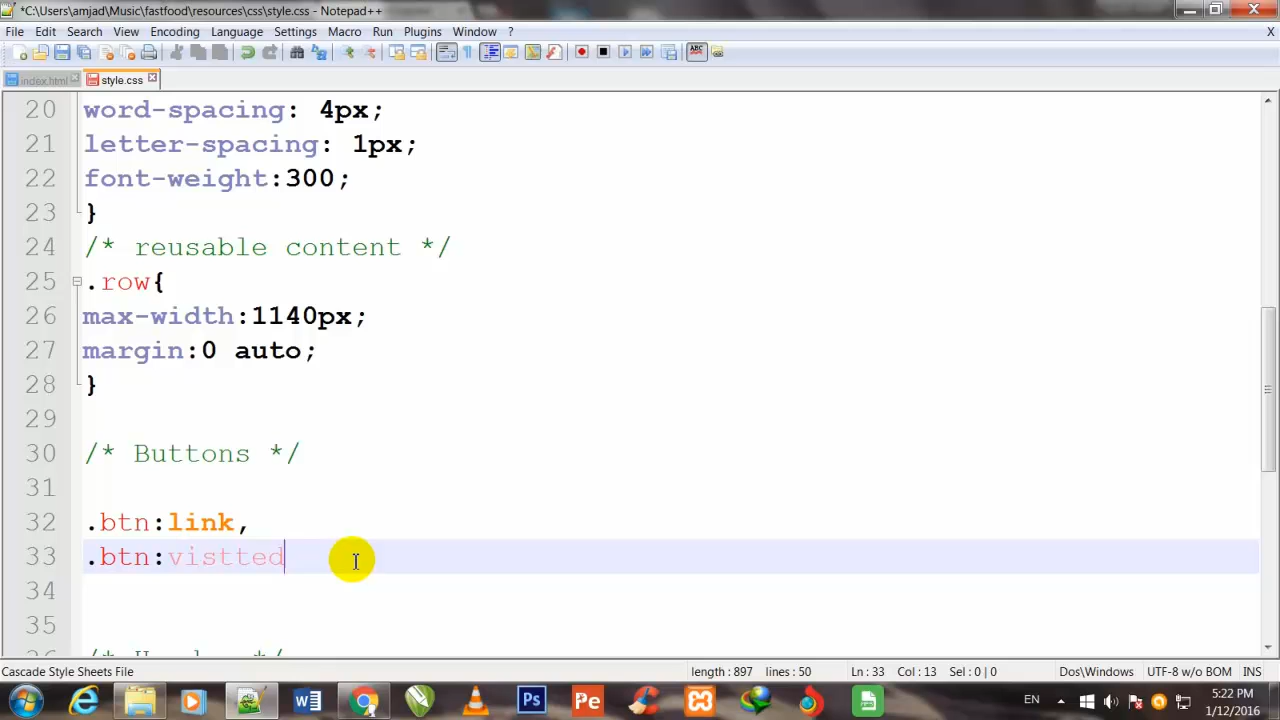 *C:\Users\amjad\Music\fastfood\resources\css\style.css - Notepad++
File Edit Search View Encoding Language Settings Macro Run Plugins Window ? X
index.html style.css
20 word-spacing: 4px;
21 letter-spacing: 1px;
22 font-weight:300;
23 }
24 /* reusable content */
25 .row{
26 max-width:1140px;
27 margin:0 auto;
28 }
29
30 /* Buttons */
31
32 .btn:link,
33 .btn:vistted
34
35
Cascade Style Sheets File length : 897 lines : 50 Ln : 33 Col : 13 Sel : 0 | 0 Dos\Windows UTF-8 w/o BOM INS
EN 5:22 PM
1/12/2016